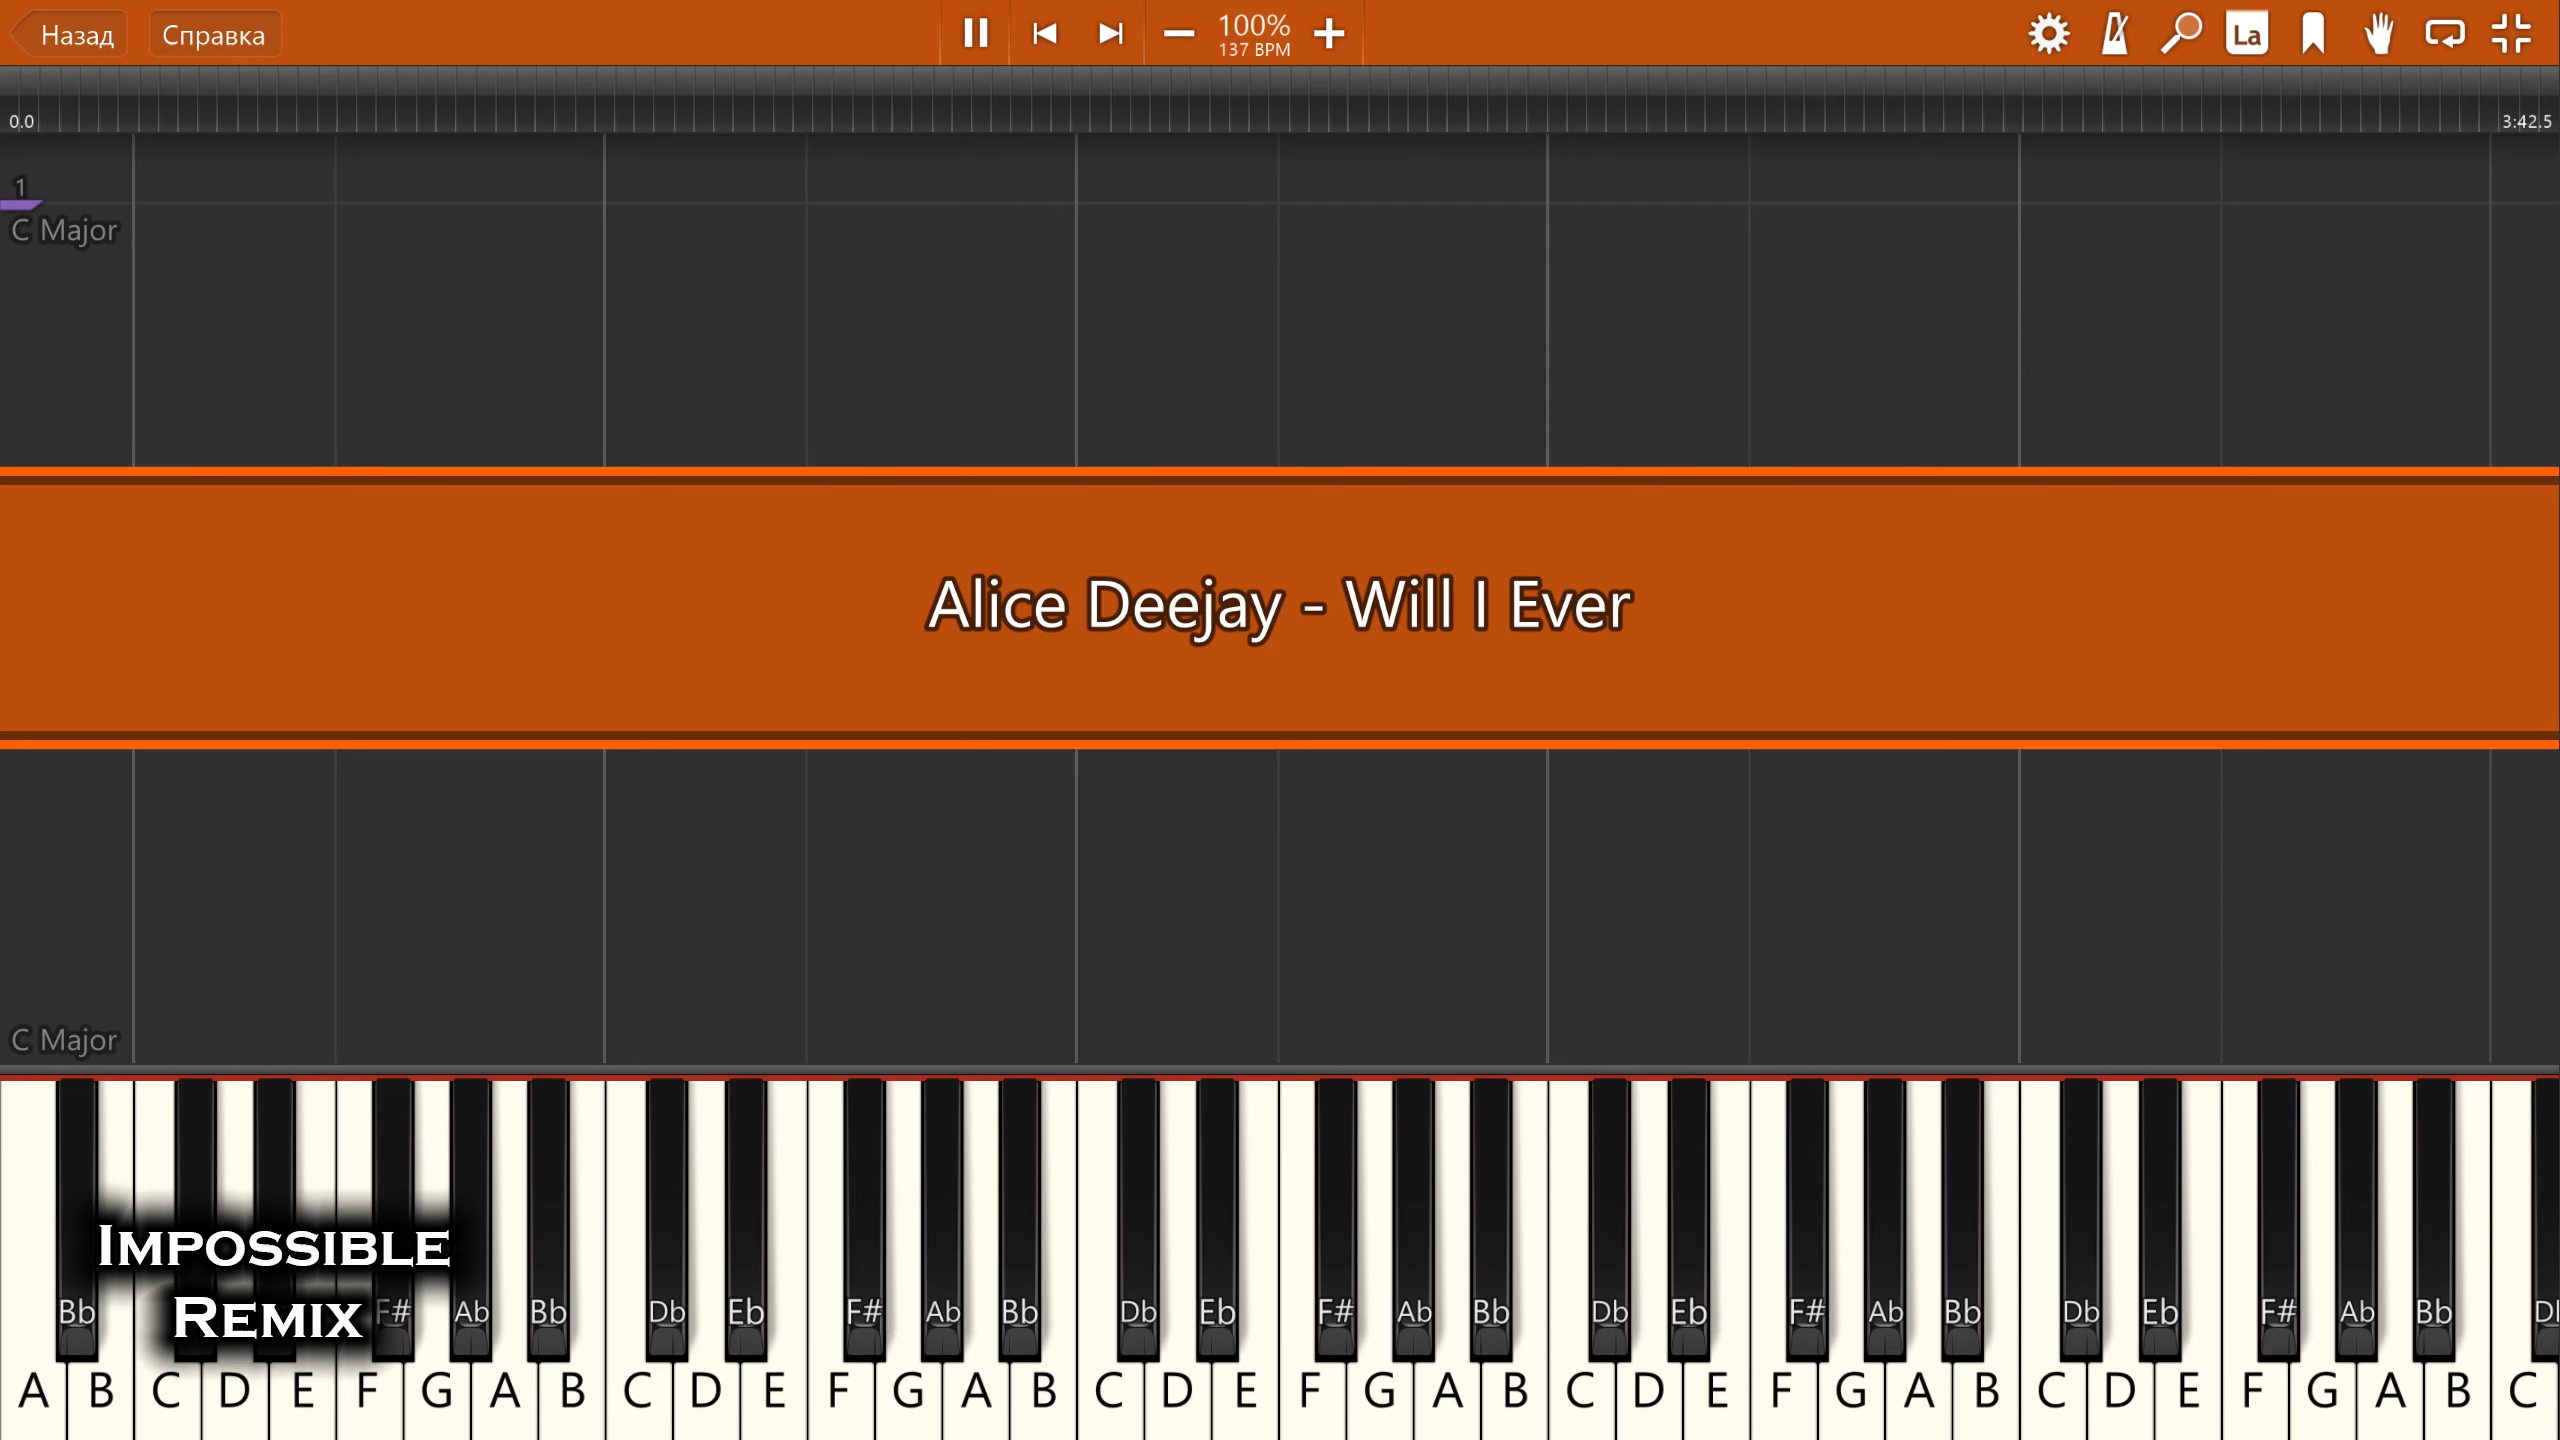 Назад Справка 100% La
137 BPM
0.0 3:42.5
1
C Major
Alice Deejay - Will I Ever
C Major
Impossible
Remix
Bb F# Ab Bb Db Eb F# Ab Bb Db Eb F# Ab Bb Db Eb F# Ab Bb Db Eb F# Ab Bb
A B C D E F G A B C D E F G A B C D E F G A B C D E F G A B C D E F G A B C